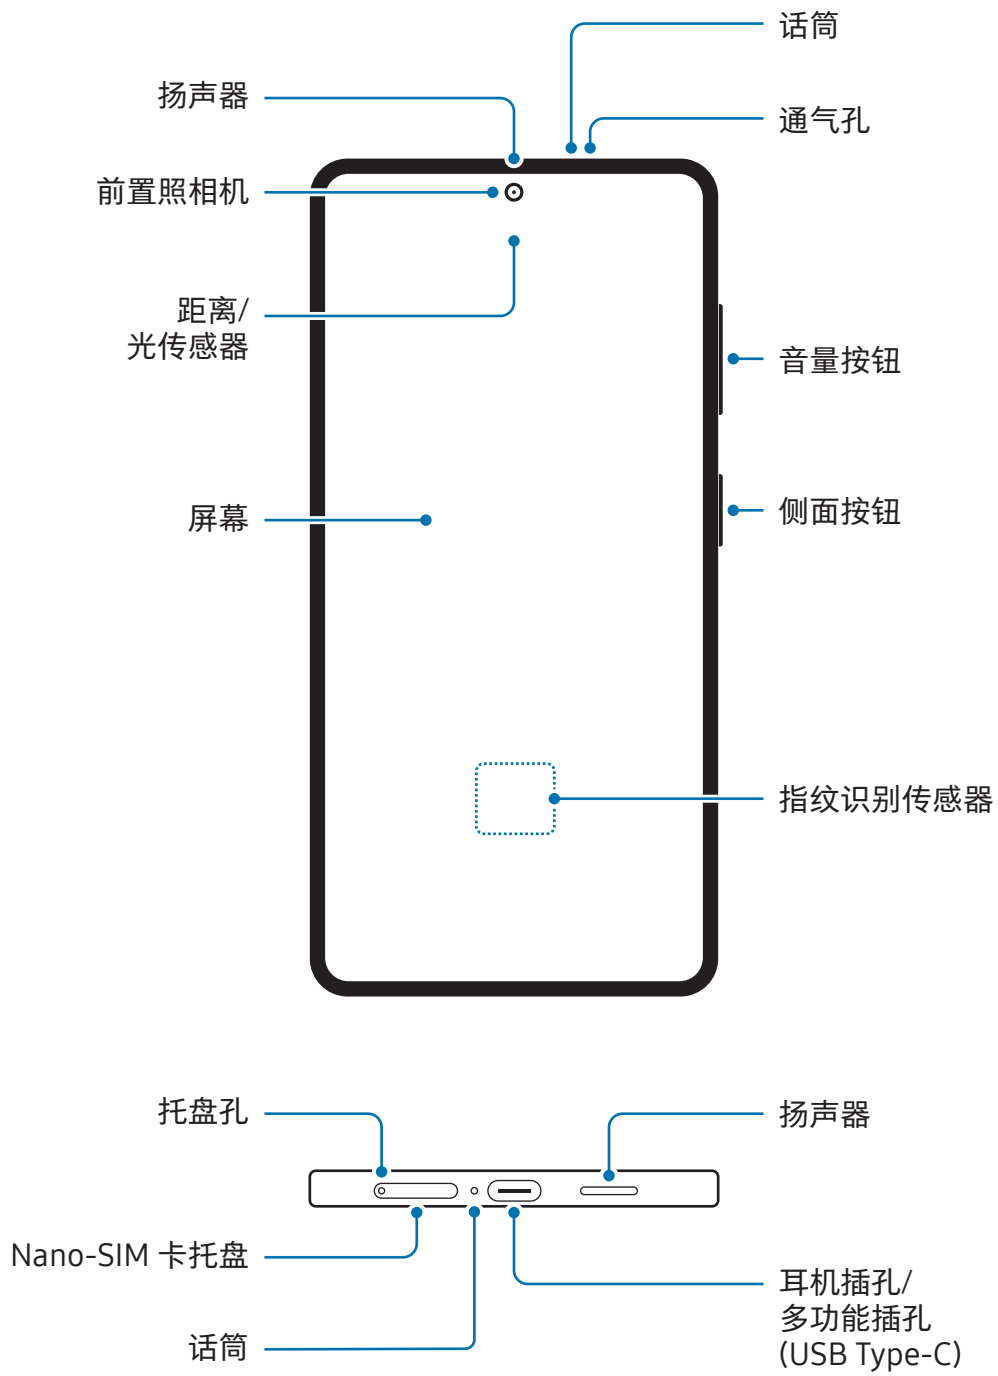 话筒
扬声器
通气孔
前置照相机
距离/
光传感器
音量按钮
侧面按钮
屏幕
指纹识别传感器
托盘孔
扬声器
Nano-SIM 卡托盘
耳机插孔/
多功能插孔
(USB Type-C)
话筒